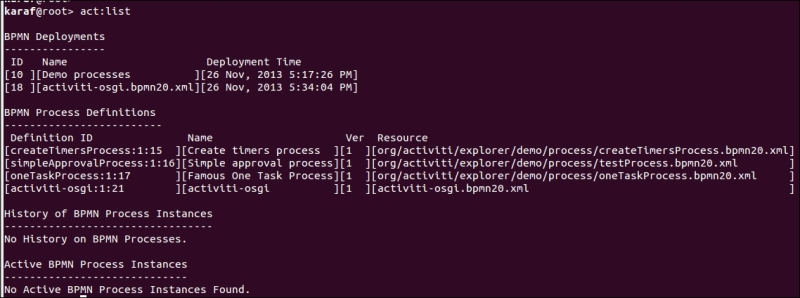 karaf@root> act:list
BPMN Deployments
----------------
 ID   Name                       Deployment Time
[10 ][Demo processes           ][26 Nov, 2013 5:17:26 PM]
[18 ][activiti-osgi.bpmn20.xml][26 Nov, 2013 5:34:04 PM]
BPMN Process Definitions
-------------------------
 Definition ID              Name                   Ver  Resource
[createTimersProcess:1:15  ][Create timers process  ][1  ][org/activiti/explorer/demo/process/createTimersProcess.bpmn20.xml]
[simpleApprovalProcess:1:16][Simple approval process][1  ][org/activiti/explorer/demo/process/testProcess.bpmn20.xml        ]
[oneTaskProcess:1:17       ][Famous One Task Process][1  ][org/activiti/explorer/demo/process/oneTaskProcess.bpmn20.xml     ]
[activiti-osgi:1:21        ][activiti-osgi          ][1  ][activiti-osgi.bpmn20.xml                                         ]
History of BPMN Process Instances
---------------------------------
No History on BPMN Processes.
Active BPMN Process Instances
-----------------------------
No Active BPMN Process Instances Found.